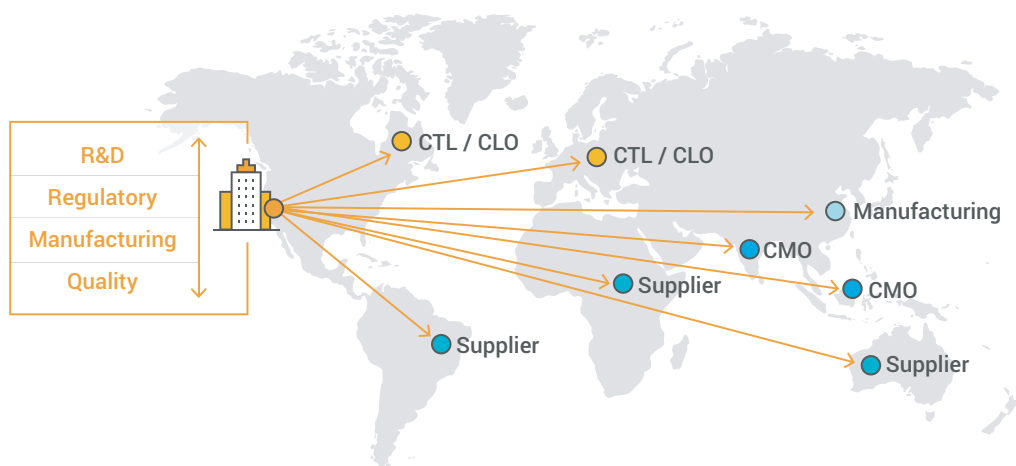 R&D
Regulatory
Manufacturing
Quality
CTL / CLO
CTL / CLO
Manufacturing
CMO
Supplier
CMO
Supplier
Supplier